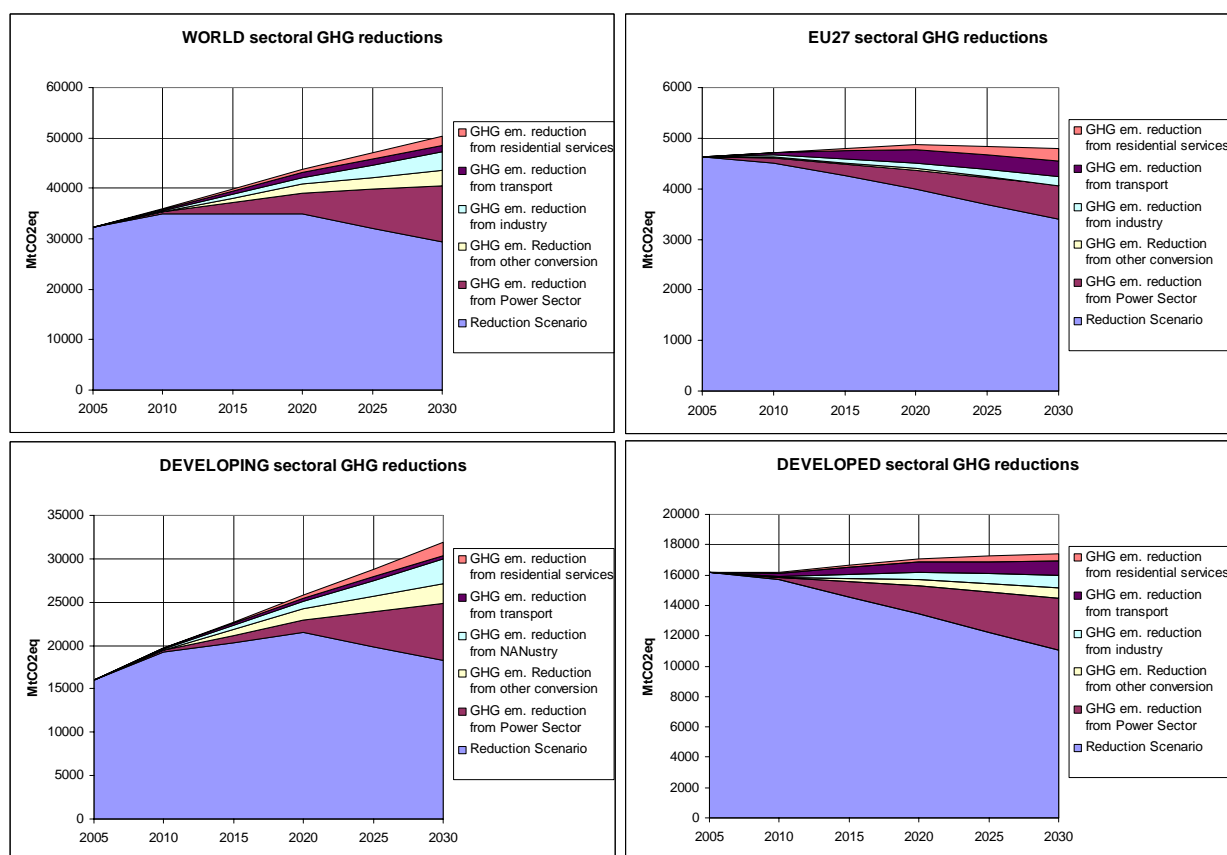 WORLD sectoral GHG reductions
60000
50000
40000
30000
20000
10000
0
MtCO2eq
2005 2010 2015 2020 2025 2030
GHG em. reduction
from residential services
GHG em. reduction
from transport
GHG em. reduction
from industry
GHG em. Reduction
from other conversion
GHG em. reduction
from Power Sector
Reduction Scenario
EU27 sectoral GHG reductions
6000
5000
4000
3000
2000
1000
0
MtCO2eq
2005 2010 2015 2020 2025 2030
GHG em. reduction
from residential services
GHG em. reduction
from transport
GHG em. reduction
from industry
GHG em. Reduction
from other conversion
GHG em. reduction
from Power Sector
Reduction Scenario
DEVELOPING sectoral GHG reductions
35000
30000
25000
20000
15000
10000
5000
0
MtCO2eq
2005 2010 2015 2020 2025 2030
GHG em. reduction
from residential services
GHG em. reduction
from transport
GHG em. reduction
from NANustry
GHG em. Reduction
from other conversion
GHG em. reduction
from Power Sector
Reduction Scenario
DEVELOPED sectoral GHG reductions
20000
18000
16000
14000
12000
10000
8000
6000
4000
2000
0
MtCO2eq
2005 2010 2015 2020 2025 2030
GHG em. reduction
from residential services
GHG em. reduction
from transport
GHG em. reduction
from industry
GHG em. Reduction
from other conversion
GHG em. reduction
from Power Sector
Reduction Scenario